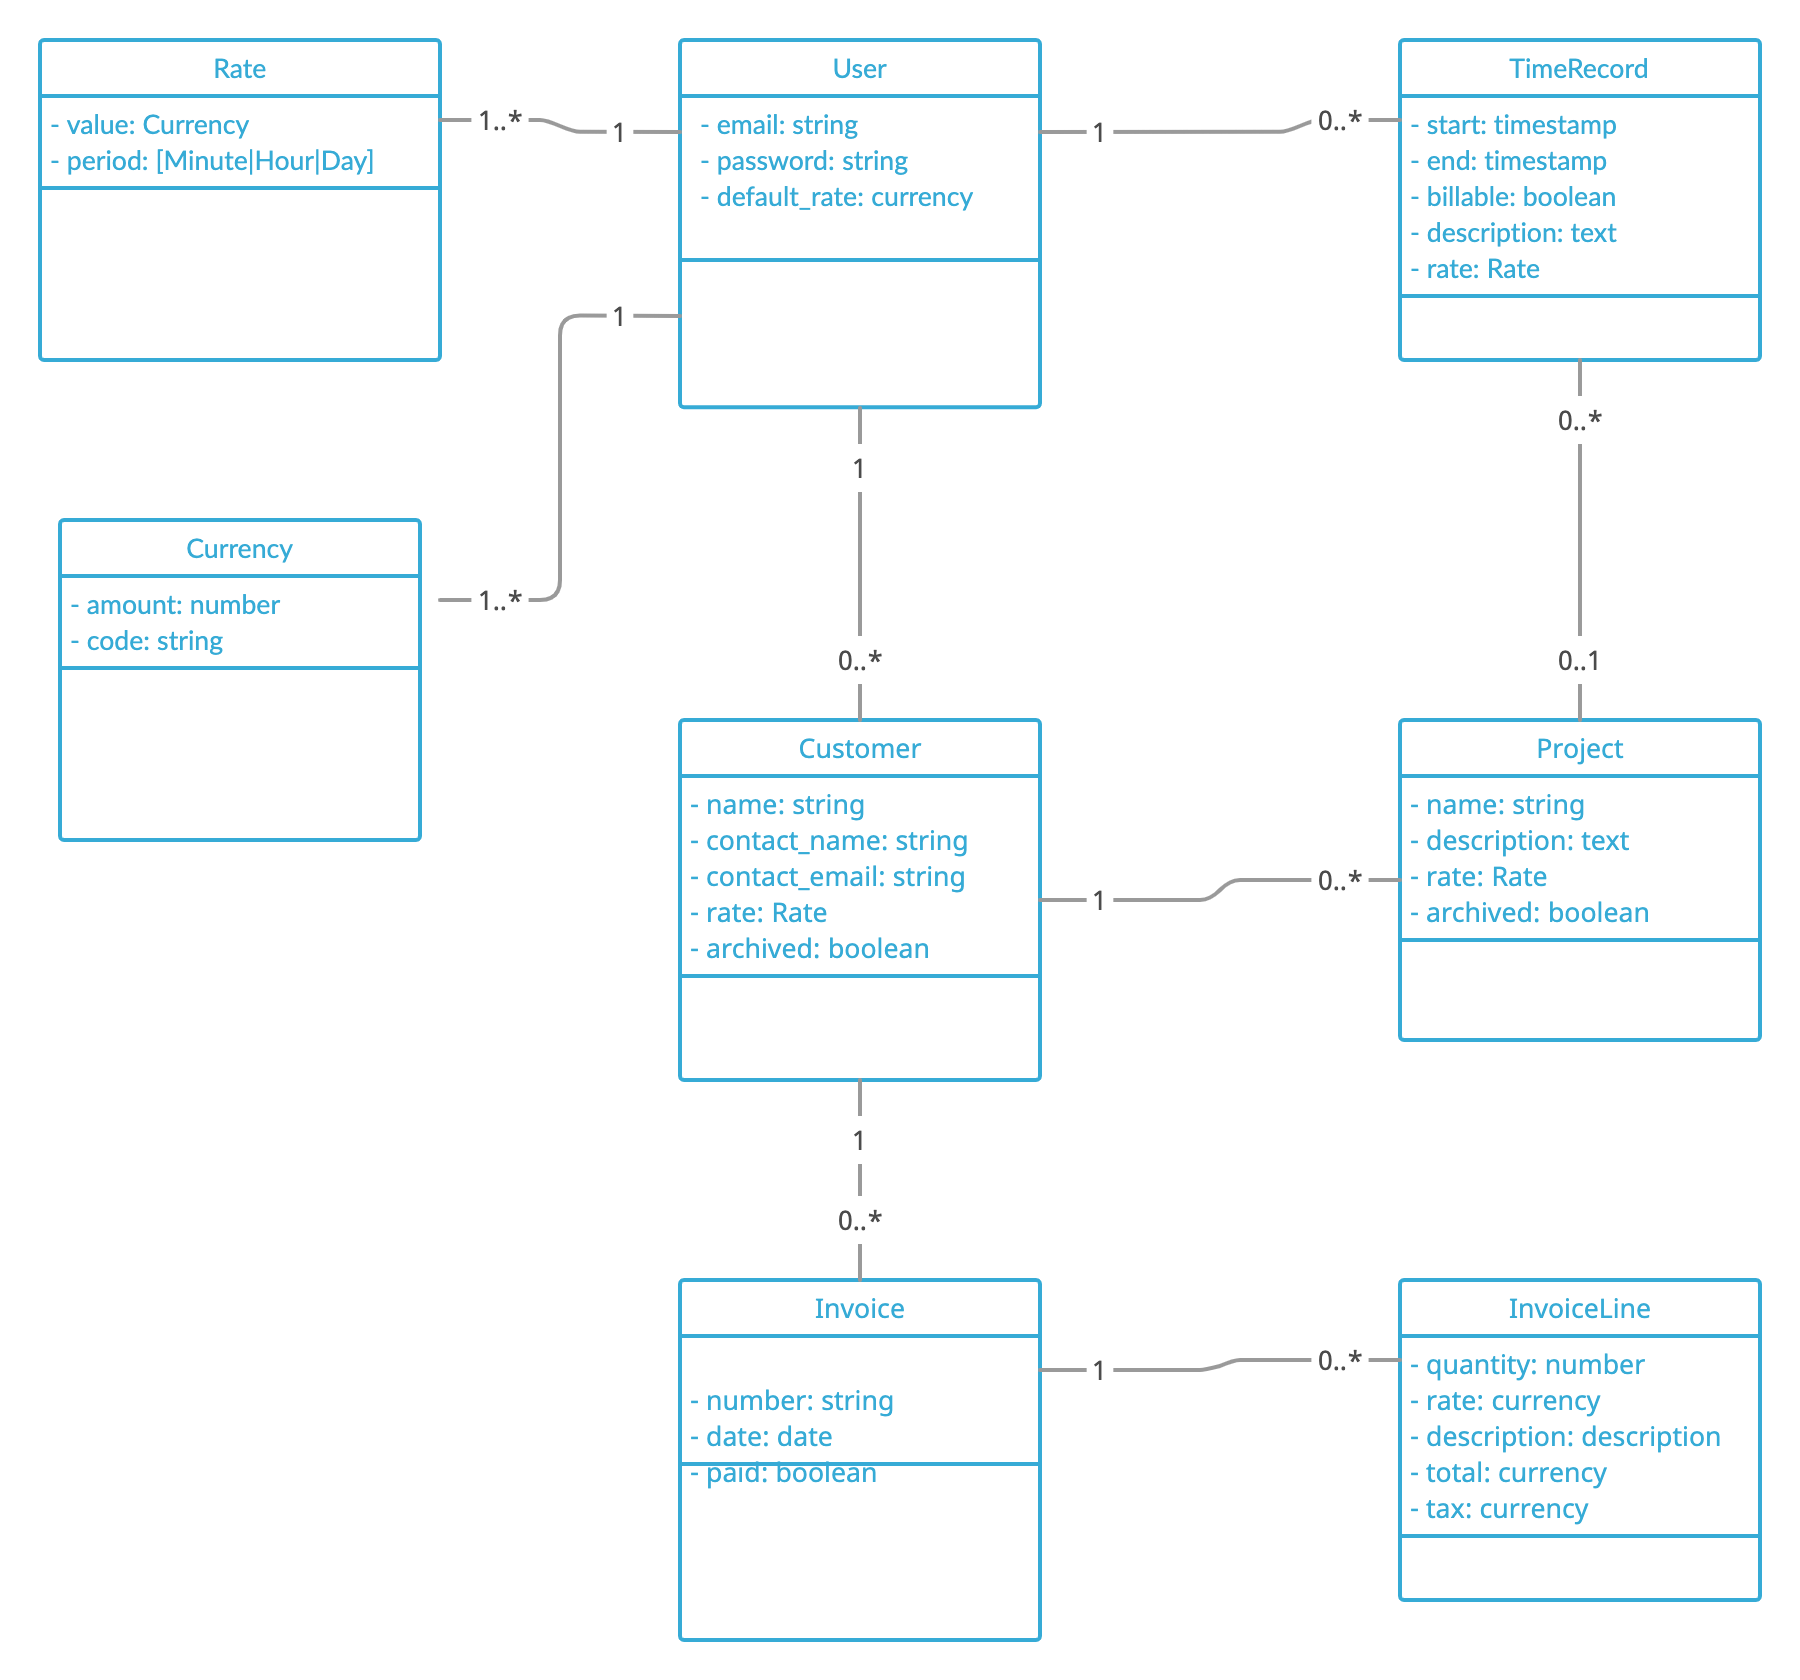 Rate
- value: Currency
- period: [Minute|Hour|Day]
1..*
1
User
- email: string
- password: string
- default_rate: currency
1
0..*
TimeRecord
- start: timestamp
- end: timestamp
- billable: boolean
- description: text
- rate: Rate
1
1..*
Currency
- amount: number
- code: string
1
0..*
0..*
0..1
Customer
- name: string
- contact_name: string
- contact_email: string
- rate: Rate
- archived: boolean
1
0..*
Project
- name: string
- description: text
- rate: Rate
- archived: boolean
1
0..*
Invoice
- number: string
- date: date
- paid: boolean
1
0..*
InvoiceLine
- quantity: number
- rate: currency
- description: description
- total: currency
- tax: currency